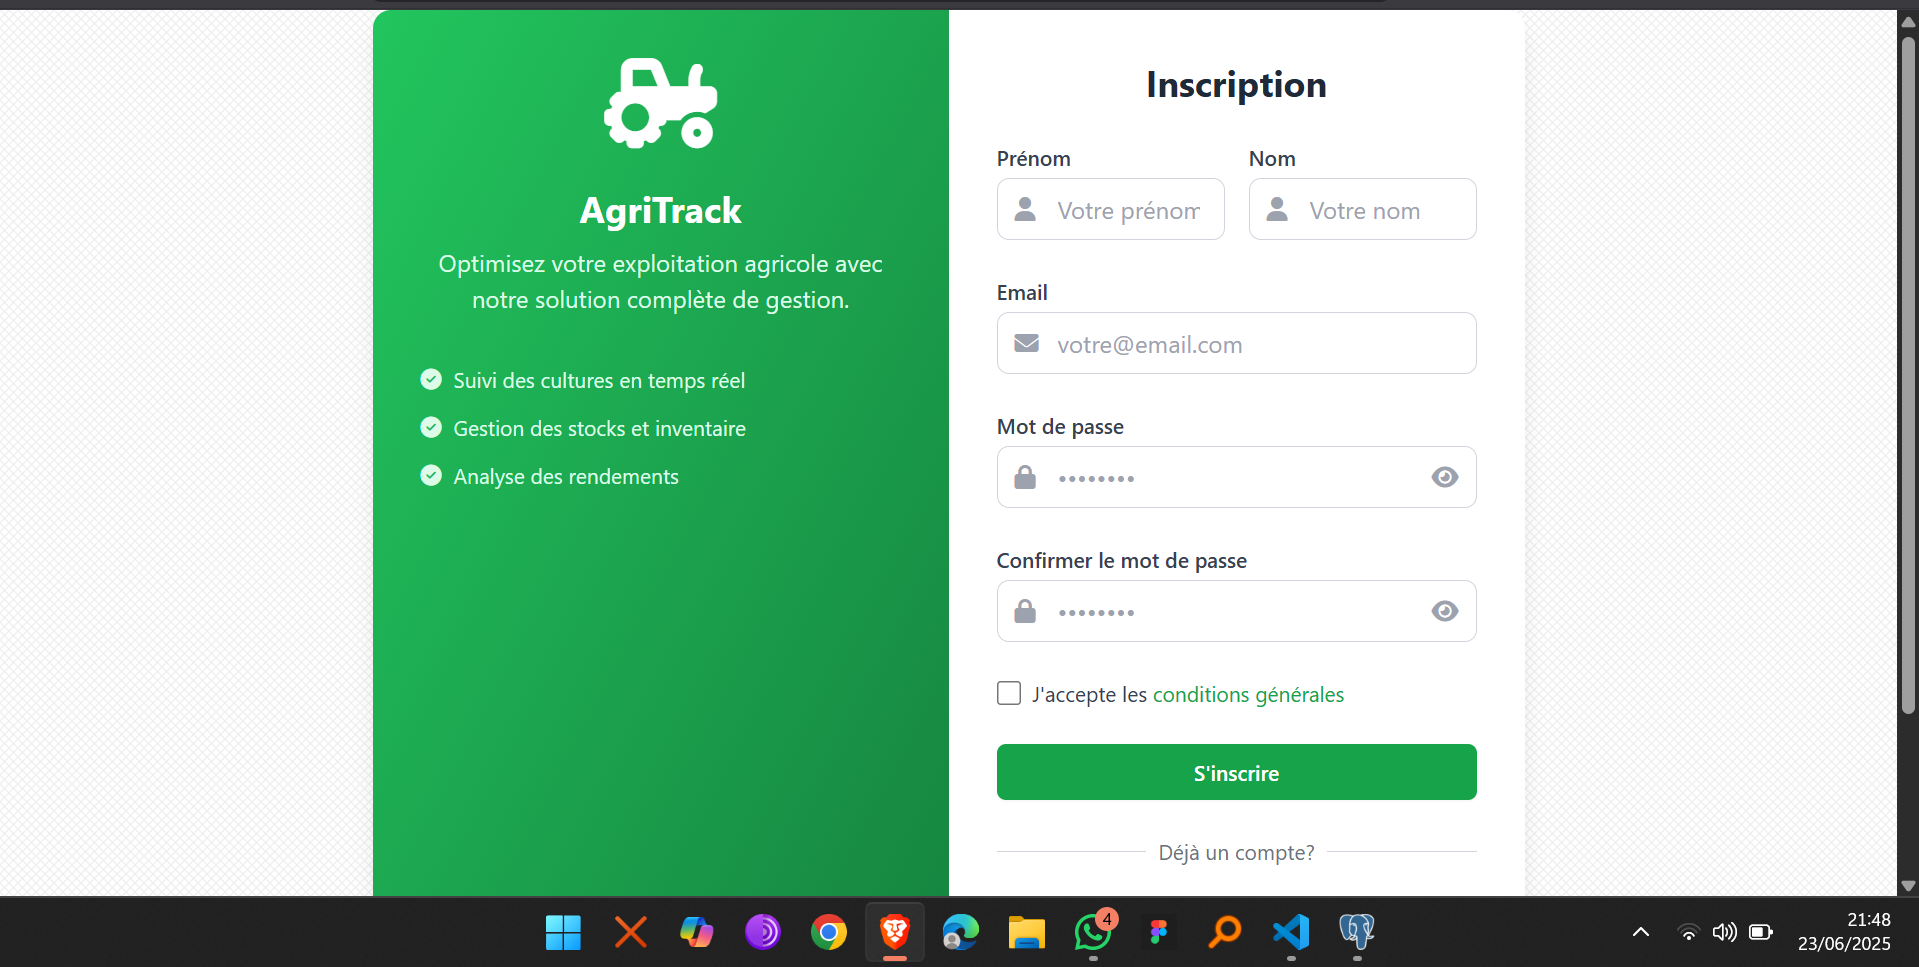 AgriTrack
Optimisez votre exploitation agricole avec
notre solution complète de gestion.
Suivi des cultures en temps réel
Gestion des stocks et inventaire
Analyse des rendements
Inscription
Prénom
Nom
Votre prénom
Votre nom
Email
votre@email.com
Mot de passe
••••••••
Confirmer le mot de passe
••••••••
J'accepte les conditions générales
S'inscrire
Déjà un compte?
4
21:48
23/06/2025